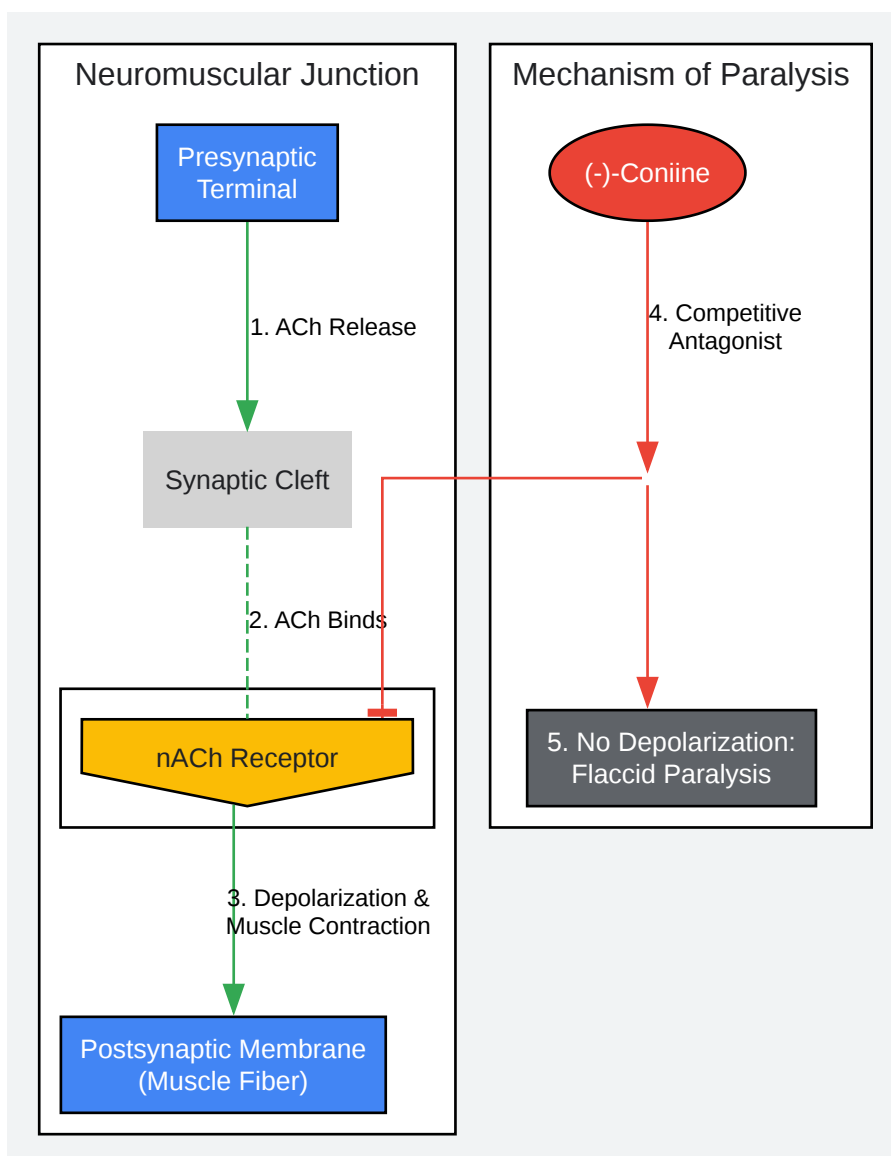 Neuromuscular Junction
Presynaptic
Terminal
1. ACh Release
Synaptic Cleft
2. ACh Binds
nACh Receptor
3. Depolarization &
Muscle Contraction
Postsynaptic Membrane
(Muscle Fiber)
Mechanism of Paralysis
(-)-Coniine
4. Competitive
Antagonist
5. No Depolarization:
Flaccid Paralysis